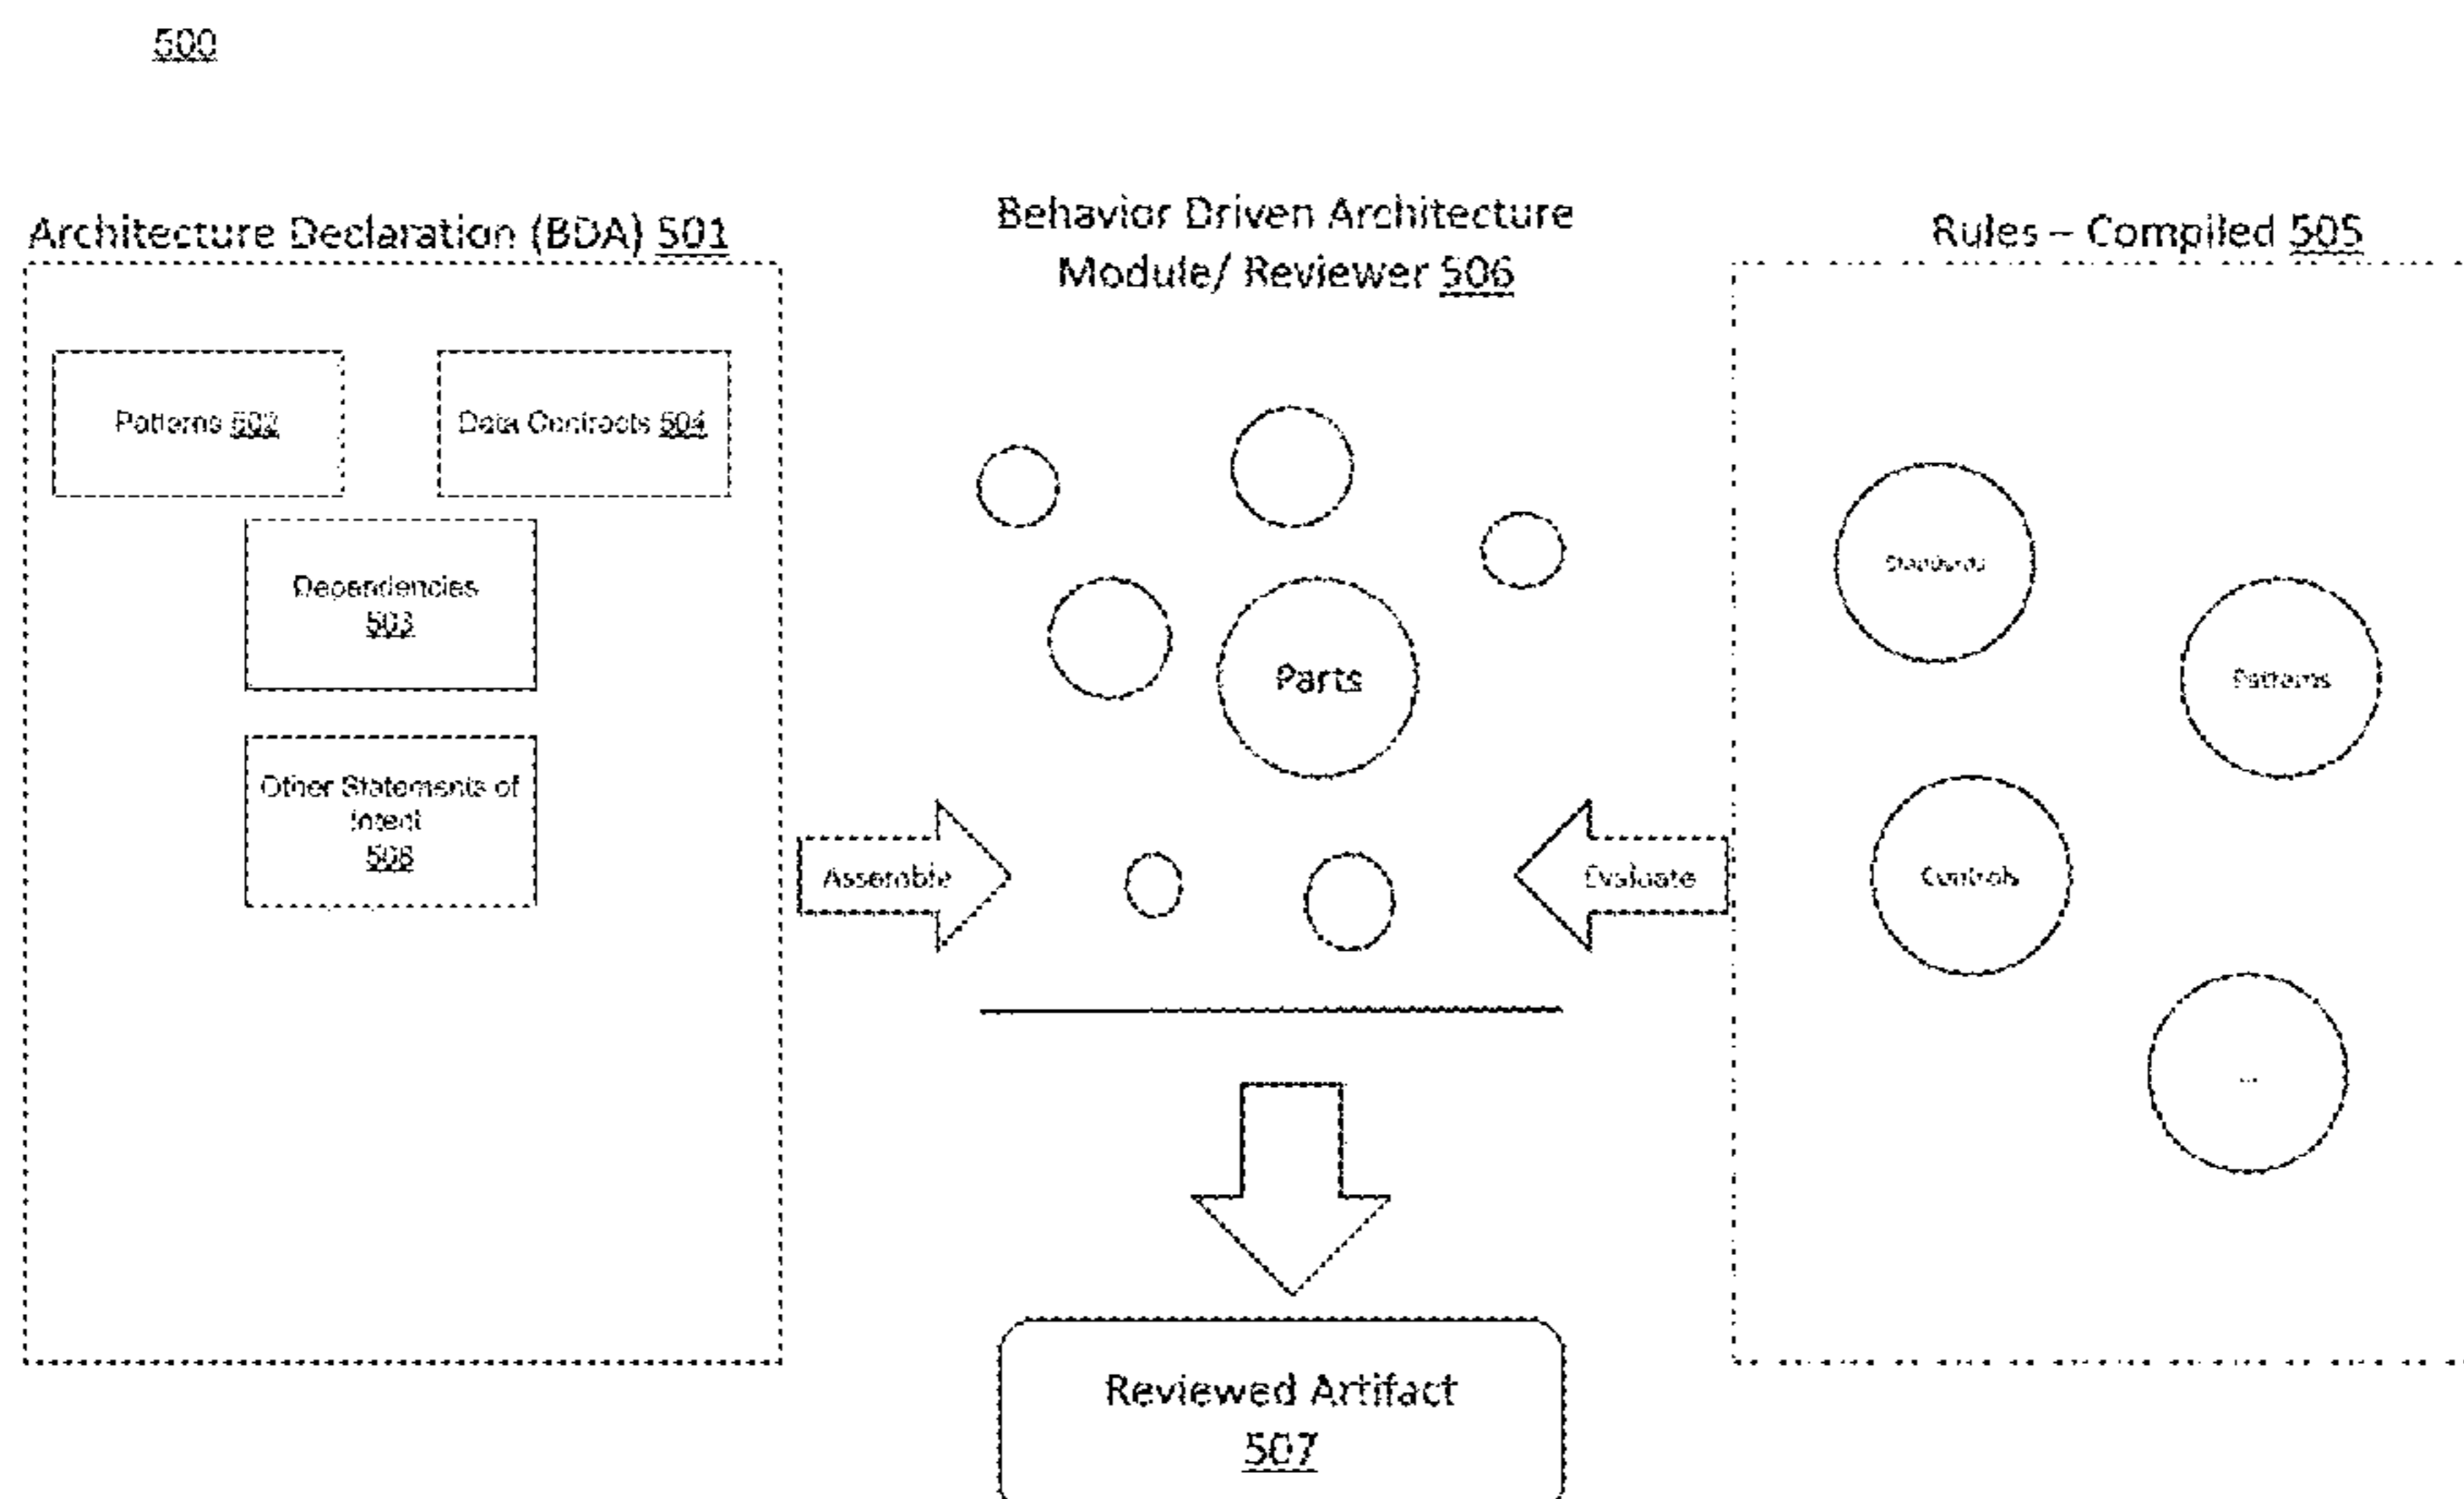 500
Architecture Declaration (BDA) 501
Behavior Driven Architecture
Module/ Reviewer 506
Rules – Compiled 505
Patterns 502
Data Contracts 504
Dependencies
503
Other Statements of
Intent
508
Assemble
Parts
Evaluate
Standards
Patterns
Controls
...
Reviewed Artifact
507